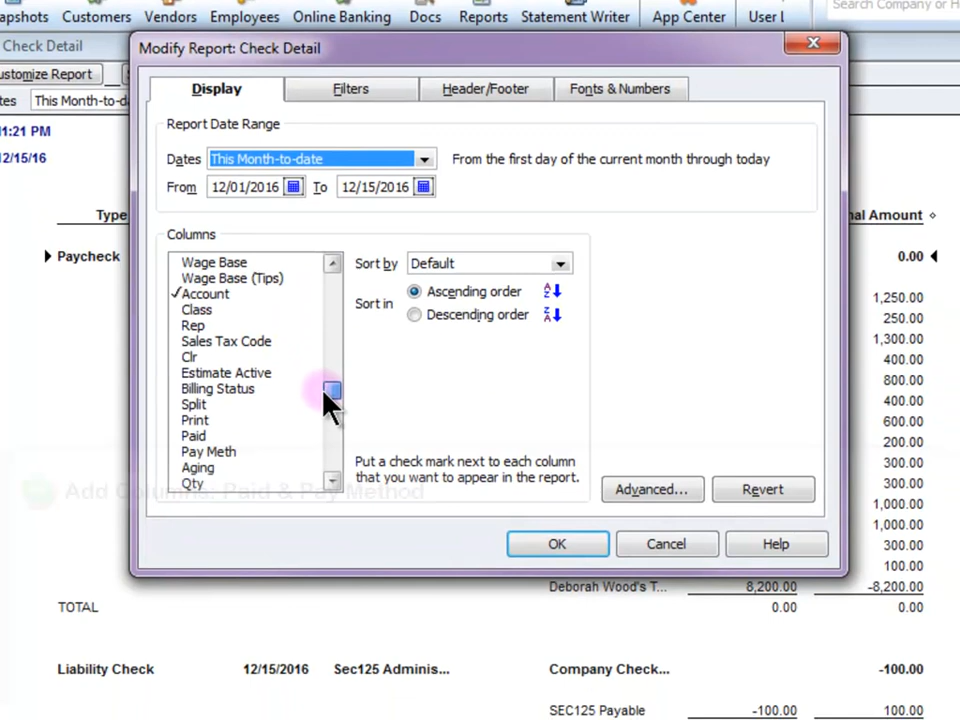 apshots Customers Vendors Employees Online Banking Docs Reports Statement Writer App Center User L
Search Company or H
Check Detail
ustomize Report
tes This Month-to-da
1:21 PM
12/15/16
Type
nal Amount
Paycheck
0.00
1,250.00
250.00
1,300.00
400.00
800.00
400.00
600.00
200.00
300.00
300.00
1,000.00
1,000.00
300.00
100.00
Modify Report: Check Detail
Display Filters Header/Footer Fonts & Numbers
Report Date Range
Dates This Month-to-date From the first day of the current month through today
From 12/01/2016 To 12/15/2016
Columns
Wage Base
Wage Base (Tips)
Account
Class
Rep
Sales Tax Code
Clr
Estimate Active
Billing Status
Split
Print
Paid
Pay Meth
Aging
Qty
Sort by Default
Sort in
Ascending order
Descending order
Put a check mark next to each column
that you want to appear in the report.
Advanced... Revert
OK Cancel Help
Add Columns: Paid & Pay Method
Deborah Wood's T... 8,200.00 -8,200.00
TOTAL 0.00 0.00
Liability Check 12/15/2016 Sec125 Adminis... Company Check... -100.00
SEC125 Payable -100.00 100.00